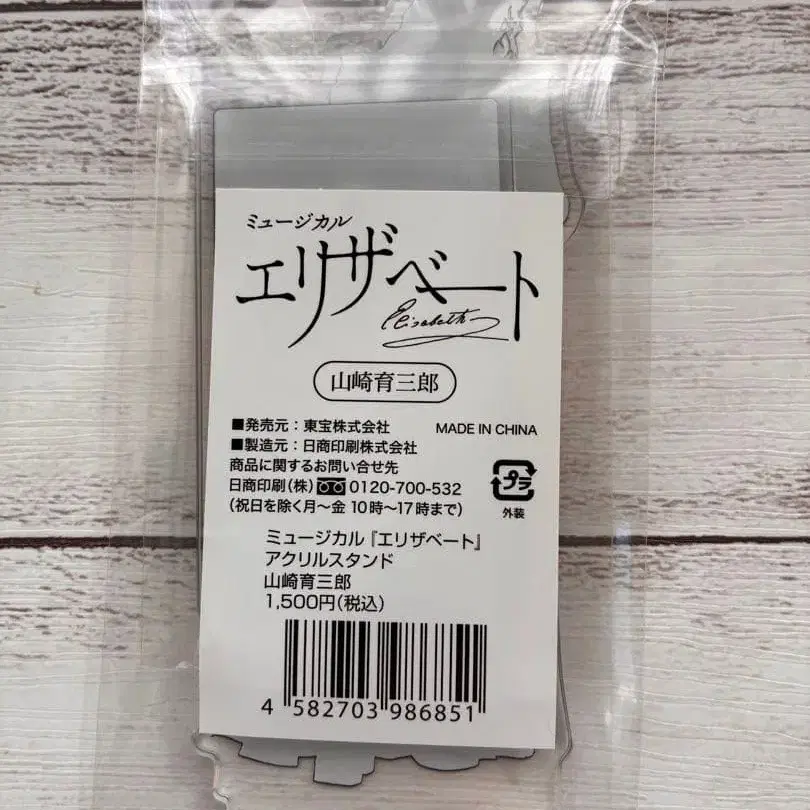 ミュージカル
エリザベート
Elisabeth
山崎育三郎
■発売元：東宝株式会社 MADE IN CHINA
■製造元：日商印刷株式会社
商品に関するお問い合せ先
日商印刷(株) 0120-700-532
(祝日を除く月〜金 10時〜17時まで)
プラ
外装
ミュージカル『エリザベート』
アクリルスタンド
山崎育三郎
1,500円(税込)
4 582703 986851